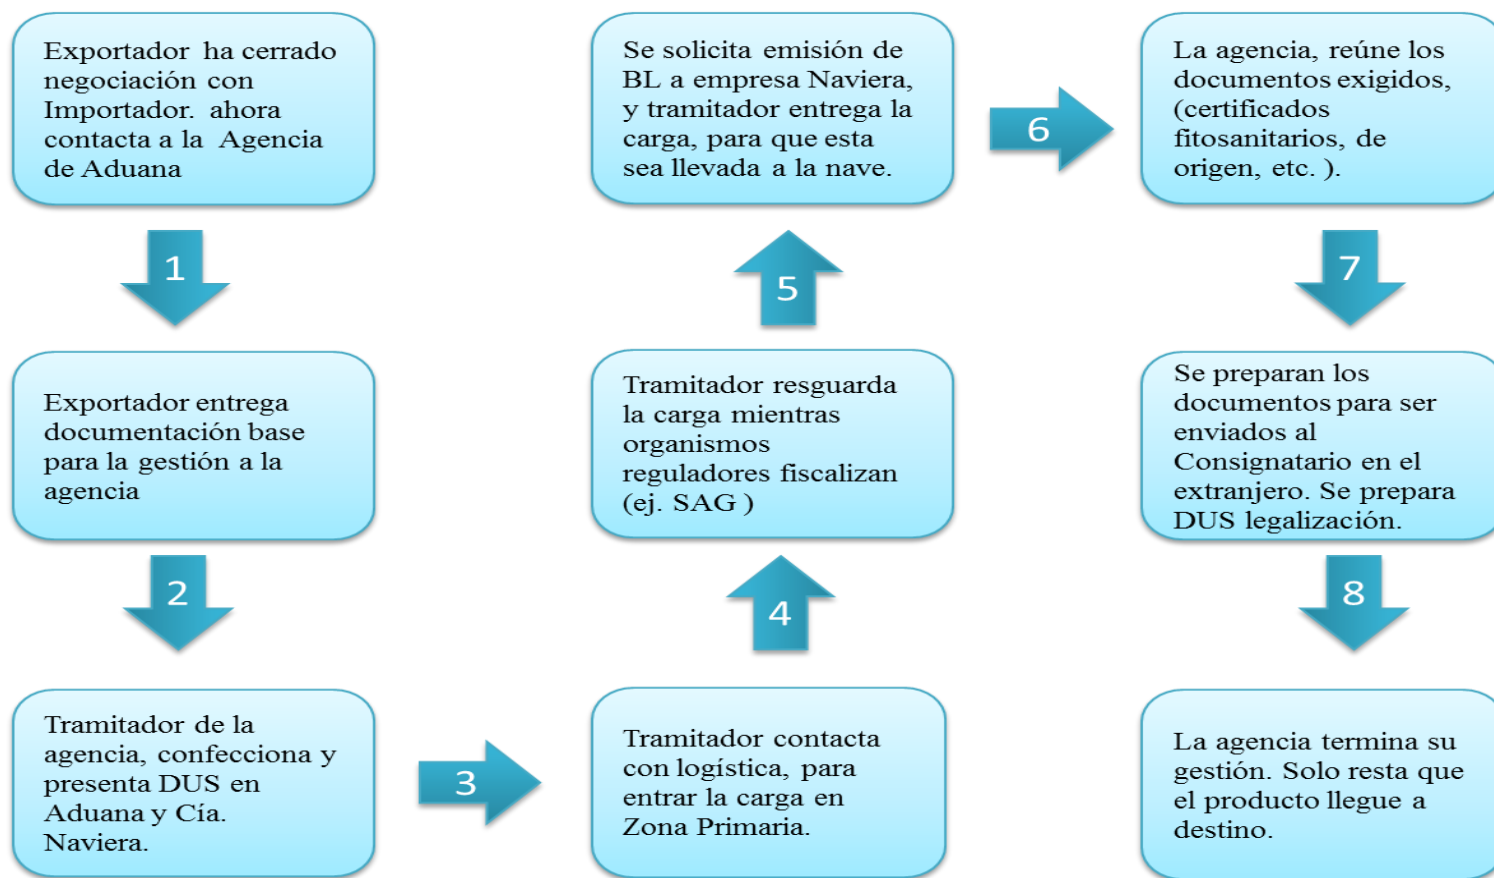 Exportador ha cerrado
negociación con
Importador. ahora
contacta a la Agencia
de Aduana
1
Exportador entrega
documentación base
para la gestión a la
agencia
2
Tramitador de la
agencia, confecciona y
presenta DUS en
Aduana y Cía.
Naviera.
3
Tramitador contacta
con logística, para
entrar la carga en
Zona Primaria.
4
Tramitador resguarda
la carga mientras
organismos
reguladores fiscalizan
(ej. SAG )
5
Se solicita emisión de
BL a empresa Naviera,
y tramitador entrega la
carga, para que esta
sea llevada a la nave.
6
La agencia, reúne los
documentos exigidos,
(certificados
fitosanitarios, de
origen, etc. ).
7
Se preparan los
documentos para ser
enviados al
Consignatario en el
extranjero. Se prepara
DUS legalización.
8
La agencia termina su
gestión. Solo resta que
el producto llegue a
destino.